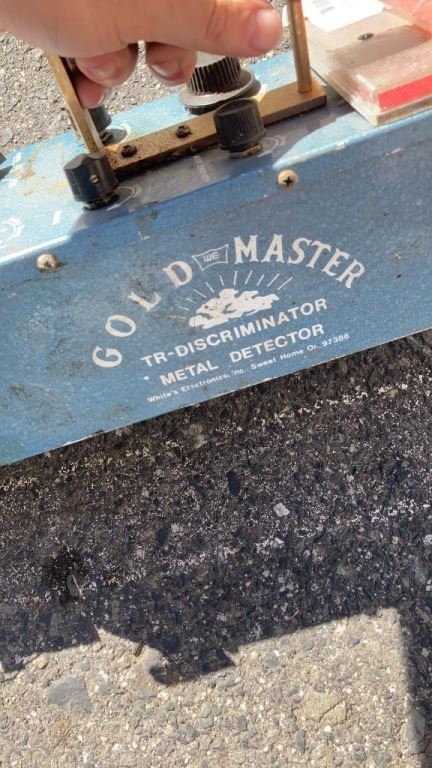 GOLD WE MASTER
TR-DISCRIMINATOR
METAL DETECTOR
White's Electronics, Inc. Sweet Home Or. 97386